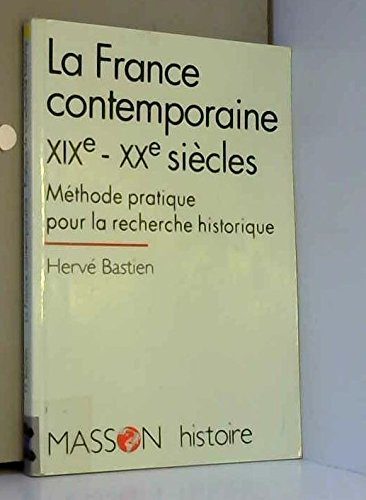 La France
contemporaine
XIXe - XXe siècles
Méthode pratique
pour la recherche historique
Hervé Bastien
MASSON histoire